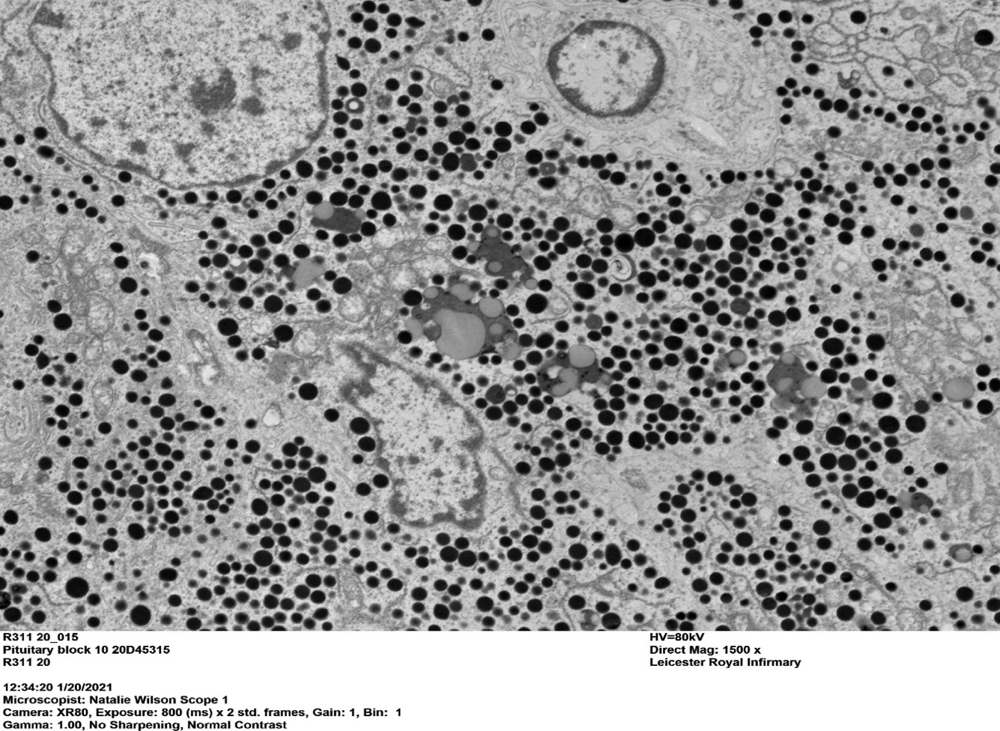 R311 20_015
Pituitary block 10 20D45315
R311 20
HV=80kV
Direct Mag: 1500 x
Leicester Royal Infirmary
12:34:20 1/20/2021
Microscopist: Natalie Wilson Scope 1
Camera: XR80, Exposure: 800 (ms) x 2 std. frames, Gain: 1, Bin:  1
Gamma: 1.00, No Sharpening, Normal Contrast